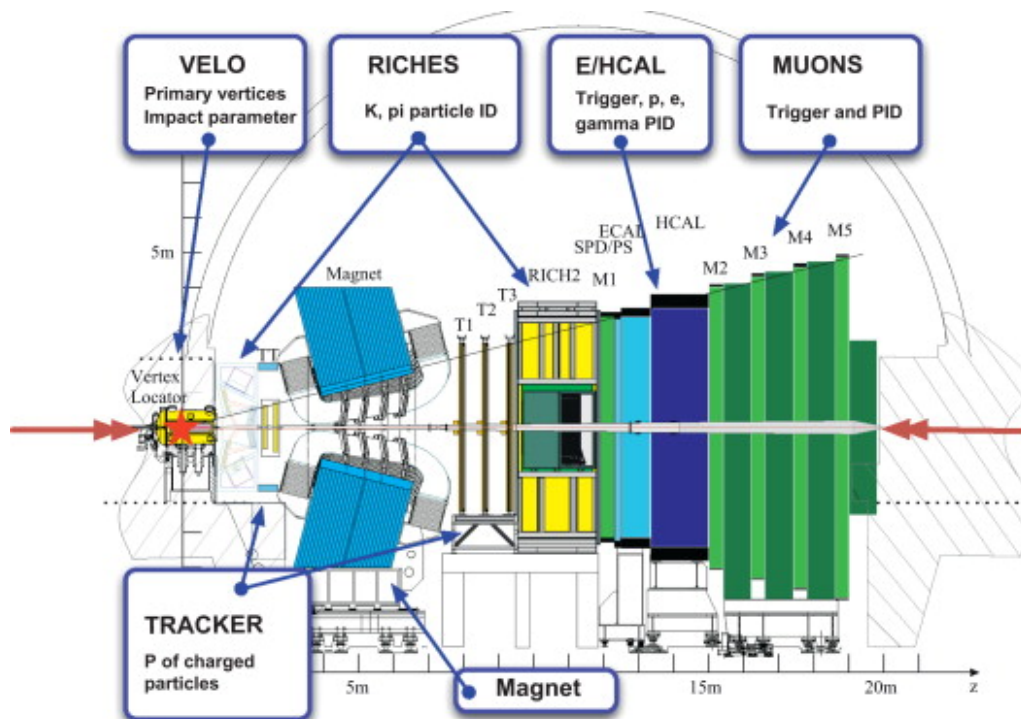 VELO
Primary vertices
Impact parameter
RICHES
K, pi particle ID
E/HCAL
Trigger, p, e,
gamma PID
MUONS
Trigger and PID
5m
Magnet
Vertex
Locator
T1
T2
T3
RICH2
SPD/PS
ECAL
HCAL
M1
M2
M3
M4
M5
TRACKER
P of charged
particles
Magnet
5m
15m
20m
z